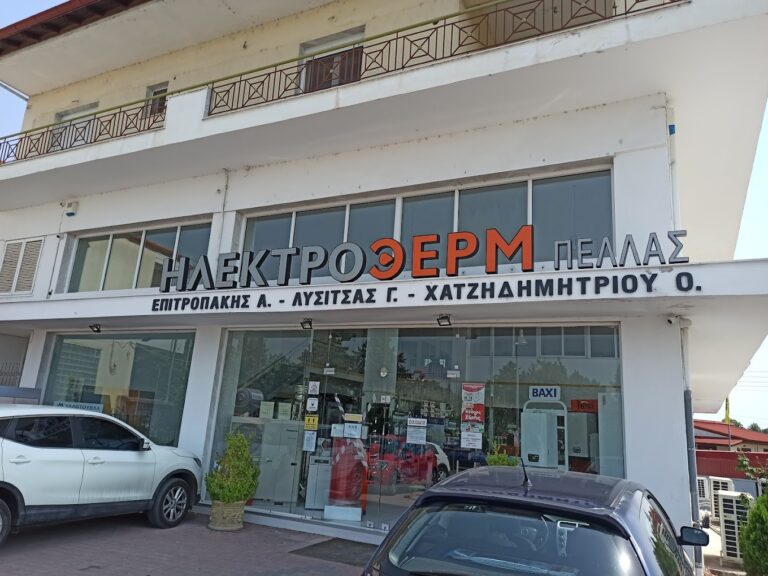 ΗΛΕΚΤΡΟΘΕΡΜ ΠΕΛΛΑΣ
ΕΠΙΤΡΟΠΑΚΗΣ Α. - ΛΥΣΙΤΣΑΣ Γ. - ΧΑΤΖΗΔΗΜΗΤΡΙΟΥ Ο.
BAXI